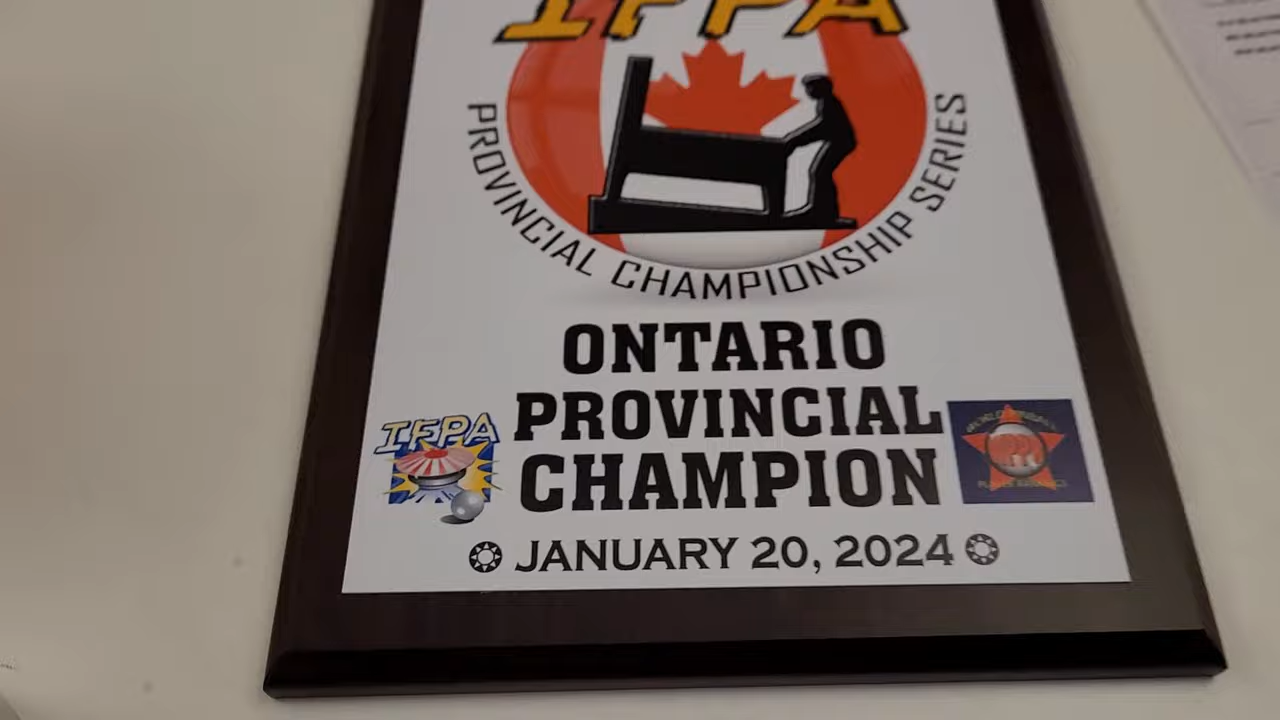 IFPA
PROVINCIAL CHAMPIONSHIP SERIES
ONTARIO
PROVINCIAL
CHAMPION
IFPA
JANUARY 20, 2024